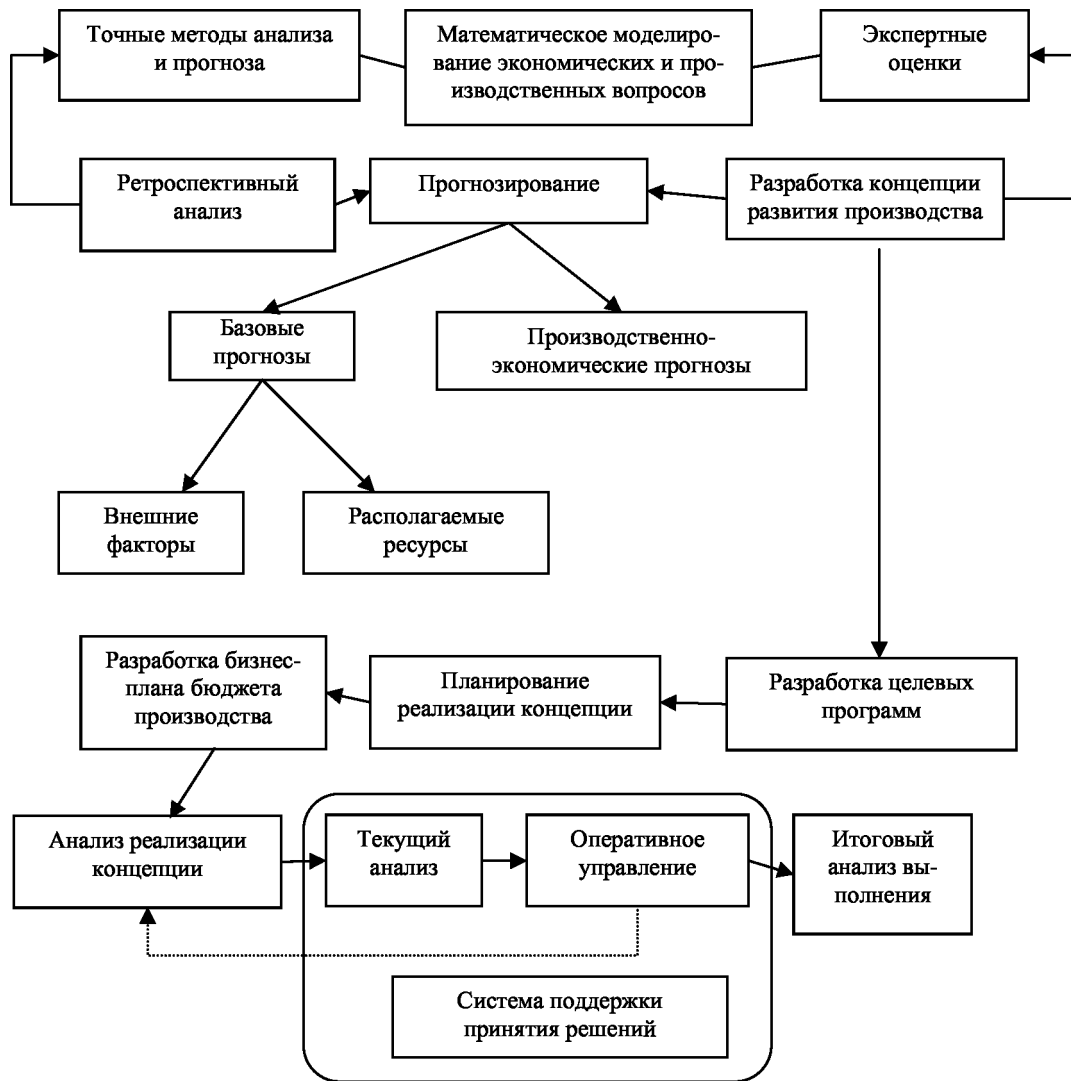 Точные методы анализа
и прогноза
Математическое моделиро-
вание экономических и про-
изводственных вопросов
Экспертные
оценки
Ретроспективный
анализ
Прогнозирование
Разработка концепции
развития производства
Базовые
прогнозы
Производственно-
экономические прогнозы
Внешние
факторы
Располагаемые
ресурсы
Разработка бизнес-
плана бюджета
производства
Планирование
реализации концепции
Разработка целевых
программ
Анализ реализации
концепции
Текущий
анализ
Оперативное
управление
Итоговый
анализ вы-
полнения
Система поддержки
принятия решений